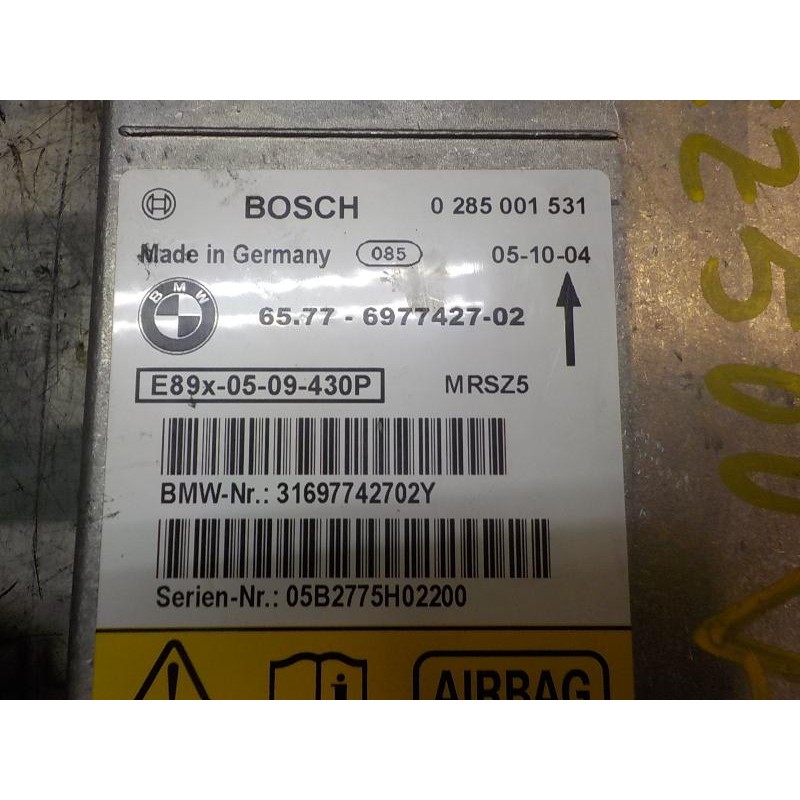 BOSCH 0 285 001 531
Made in Germany 085 05-10-04
BMW 65.77 - 6977427-02
E89x-05-09-430P MRSZ5
BMW-Nr.: 31697742702Y
Serien-Nr.: 05B2775H02200
AIRBAG